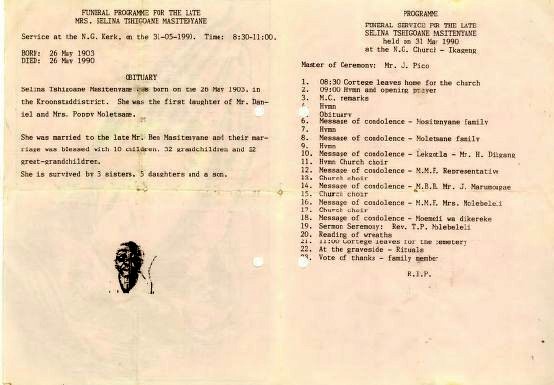 FUNERAL PROGRAMME FOR THE LATE
MRS. SELINA TSHIGOANE MASITENYANE
Service at the N.G. Kerk, on the 31-05-1990. Time: 8:30-11:00.
BORN: 26 May 1903
DIED: 26 May 1990
OBITUARY
Selina Tshigoane Masitenyane was born on the 26 May 1903, in
the Kroonstaddistrict. She was the first daughter of Mr. Dan-
iel and Mrs. Poppy Moletsane.
She was married to the late Mr. Ben Masitenyane and their mar-
riage was blessed with 10 children, 32 grandchildren and 22
great-grandchildren.
She is survived by 3 sisters, 5 daughters and a son.
PROGRAMME
FUNERAL SERVICE FOR THE LATE
SELINA TSHIGOANE MASITENYANE
held on 31 May 1990
at the N.G. Church - Ikageng
Master of Ceremony: Mr. J. Pico
1. 08:30 Cortege leaves home for the church
2. 09:00 Hymn and opening prayer
3. M.C. remarks
4. Hymn
5. Obituary
6. Message of condolence - Masitenyane family
7. Hymn
8. Message of condolence - Moletsane family
9. Hymn
10. Message of condolence - Lekgotla - Mr. H.
11. Hymn Church choir
12. Message of condolence - M.M.F. Representative
13. Church choir
14. Message of condolence - M.B.B. Mr. J.
15. Church choir
16. Message of condolence - M.M.F. Mrs. Molebeleli
17. Church choir
18. Message of condolence - Moemedi wa dikereke
19. Sermon Seremony: Rev. T.P. Molebeleli
20. Reading of wreaths
21. 11:00 Cortege leaves for the cemetery
22. At the graveside - Rituals
23. Vote of thanks - family member
R.I.P.